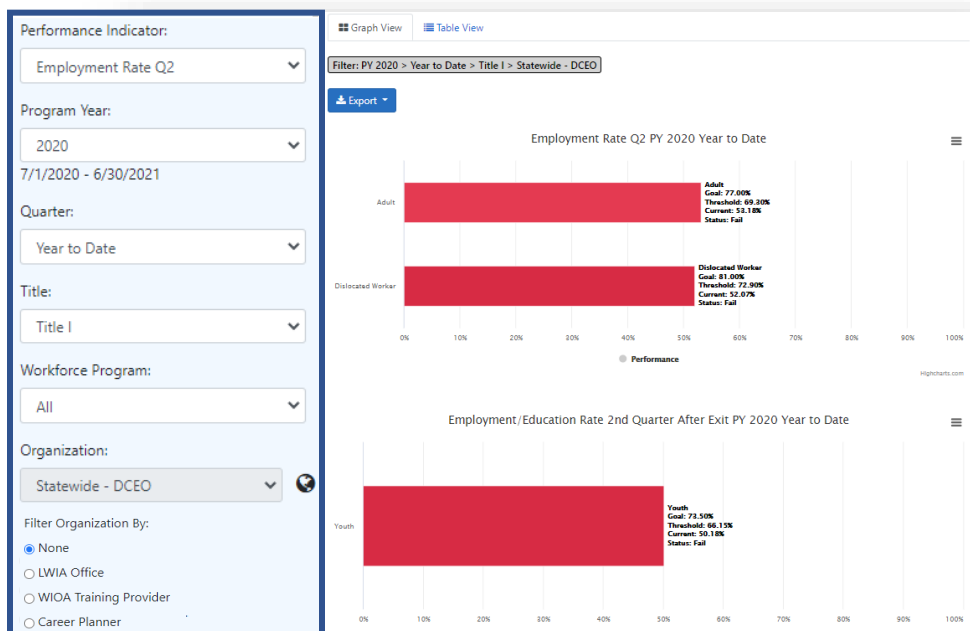 Performance Indicator:
Employment Rate Q2
Program Year:
2020
7/1/2020 - 6/30/2021
Quarter:
Year to Date
Title:
Title I
Workforce Program:
All
Organization:
Statewide - DCEO
Filter Organization By:
None
LWIA Office
WIOA Training Provider
Career Planner
Graph View
Table View
Filter: PY 2020 > Year to Date > Title I > Statewide - DCEO
Export
Employment Rate Q2 PY 2020 Year to Date
Adult
Adult
Goal: 77.00%
Threshold: 69.30%
Current: 53.18%
Status: Fail
Dislocated Worker
Dislocated Worker
Goal: 81.00%
Threshold: 72.90%
Current: 52.07%
Status: Fail
0% 10% 20% 30% 40% 50% 60% 70% 80% 90% 100%
Performance
Highcharts.com
Employment/Education Rate 2nd Quarter After Exit PY 2020 Year to Date
Youth
Youth
Goal: 73.50%
Threshold: 66.15%
Current: 50.18%
Status: Fail
0% 10% 20% 30% 40% 50% 60% 70% 80% 90% 100%